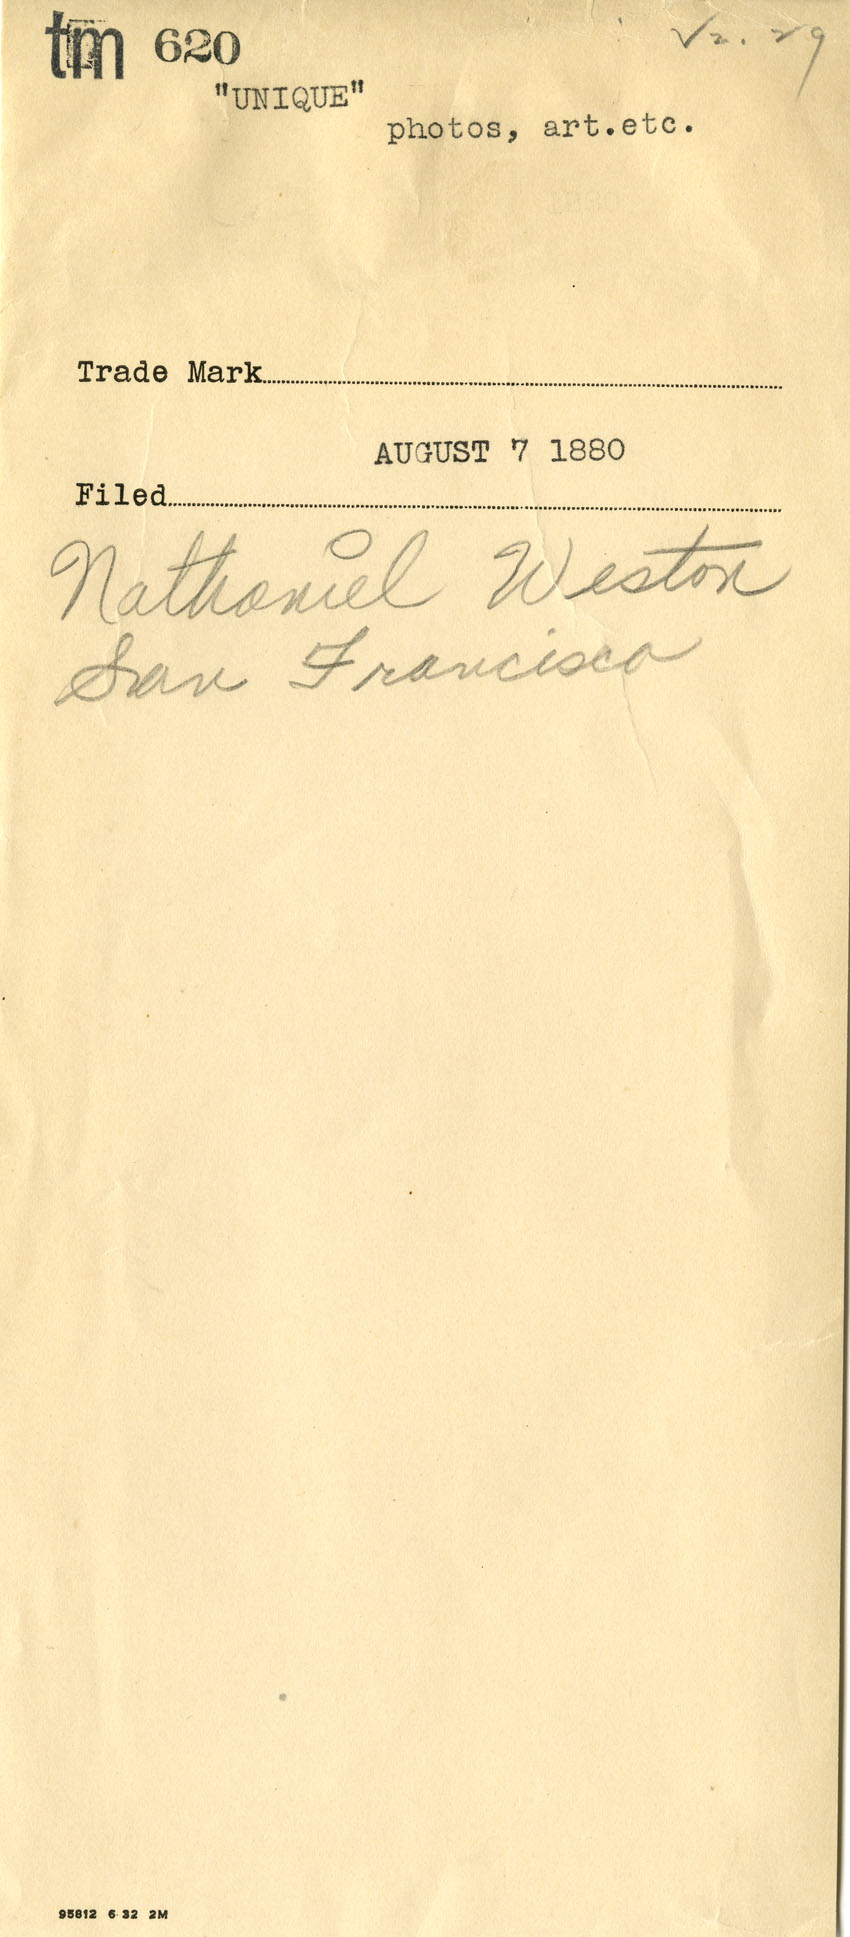 tm 620
"UNIQUE"
photos, art.etc.
Trade Mark
AUGUST 7 1880
Filed
Nathaniel Weston
San Francisco
95812 6 32 2M